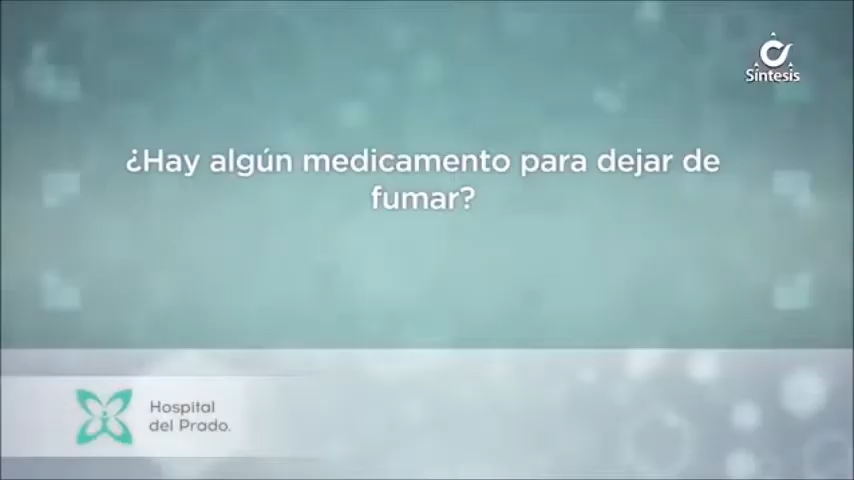 Síntesis
¿Hay algún medicamento para dejar de
fumar?
Hospital
del Prado.